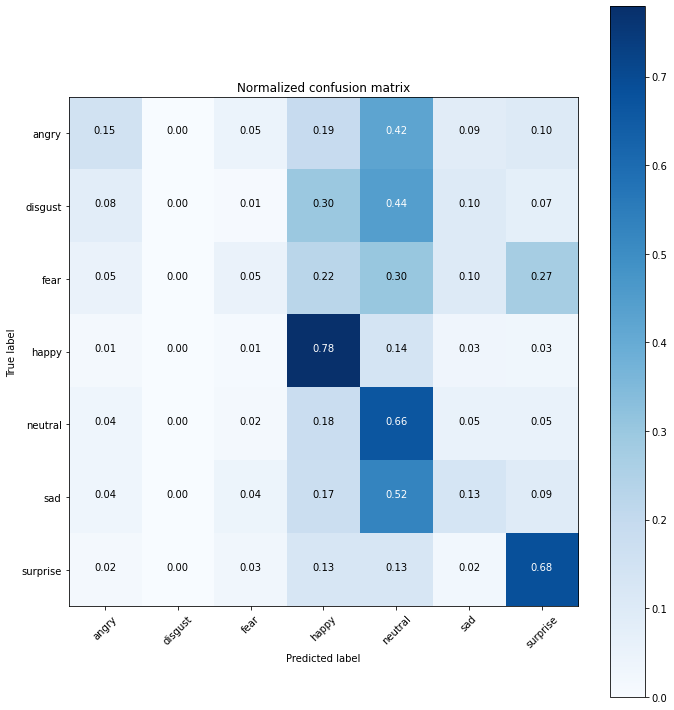 Normalized confusion matrix
True label
angry 0.15 0.00 0.05 0.19 0.42 0.09 0.10
disgust 0.08 0.00 0.01 0.30 0.44 0.10 0.07
fear 0.05 0.00 0.05 0.22 0.30 0.10 0.27
happy 0.01 0.00 0.01 0.78 0.14 0.03 0.03
neutral 0.04 0.00 0.02 0.18 0.66 0.05 0.05
sad 0.04 0.00 0.04 0.17 0.52 0.13 0.09
surprise 0.02 0.00 0.03 0.13 0.13 0.02 0.68
angry disgust fear happy neutral sad surprise
Predicted label
0.7
0.6
0.5
0.4
0.3
0.2
0.1
0.0